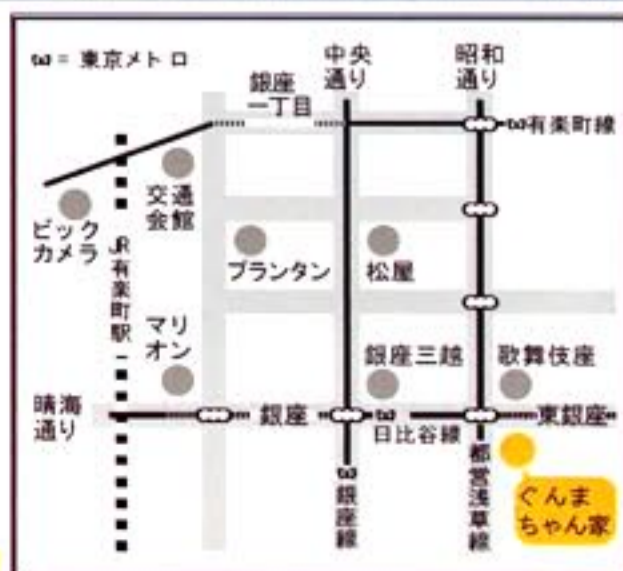 = 東京メトロ
中央
通り
昭和
通り
銀座
一丁目
有楽町線
交通
会館
ビック
カメラ
JR有楽町駅
プランタン
松屋
マリ
オン
銀座三越
歌舞伎座
晴海
通り
銀座
日比谷線
東銀座
銀座線
都営浅草線
ぐんま
ちゃん家